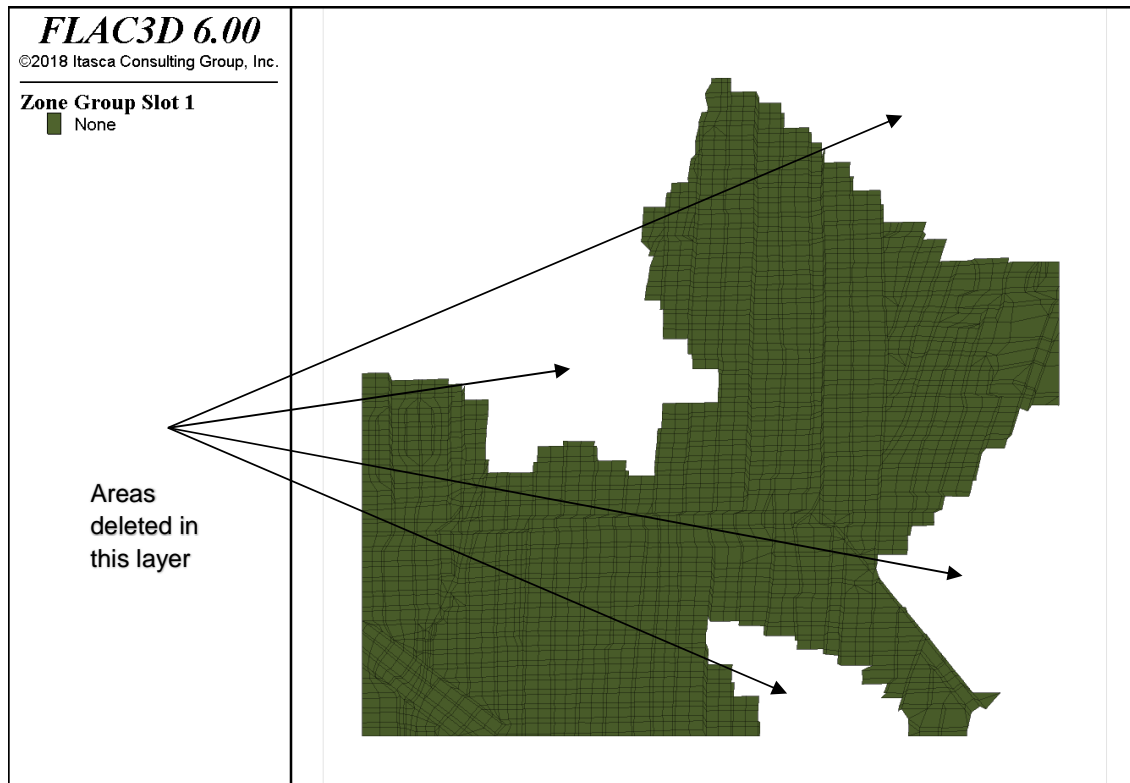 FLAC3D 6.00
©2018 Itasca Consulting Group, Inc.
Zone Group Slot 1
None
Areas
deleted in
this layer